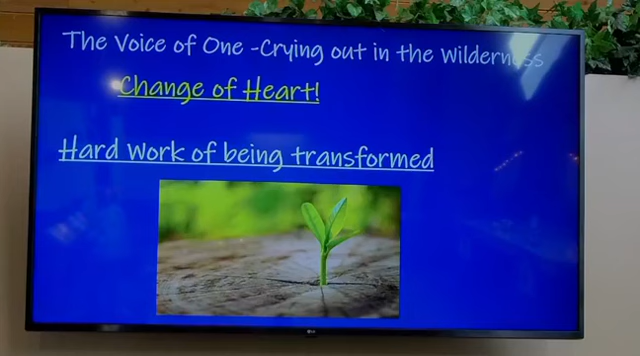 The Voice of One -Crying out in the Wilderness
Change of Heart!
Hard work of being transformed
LG